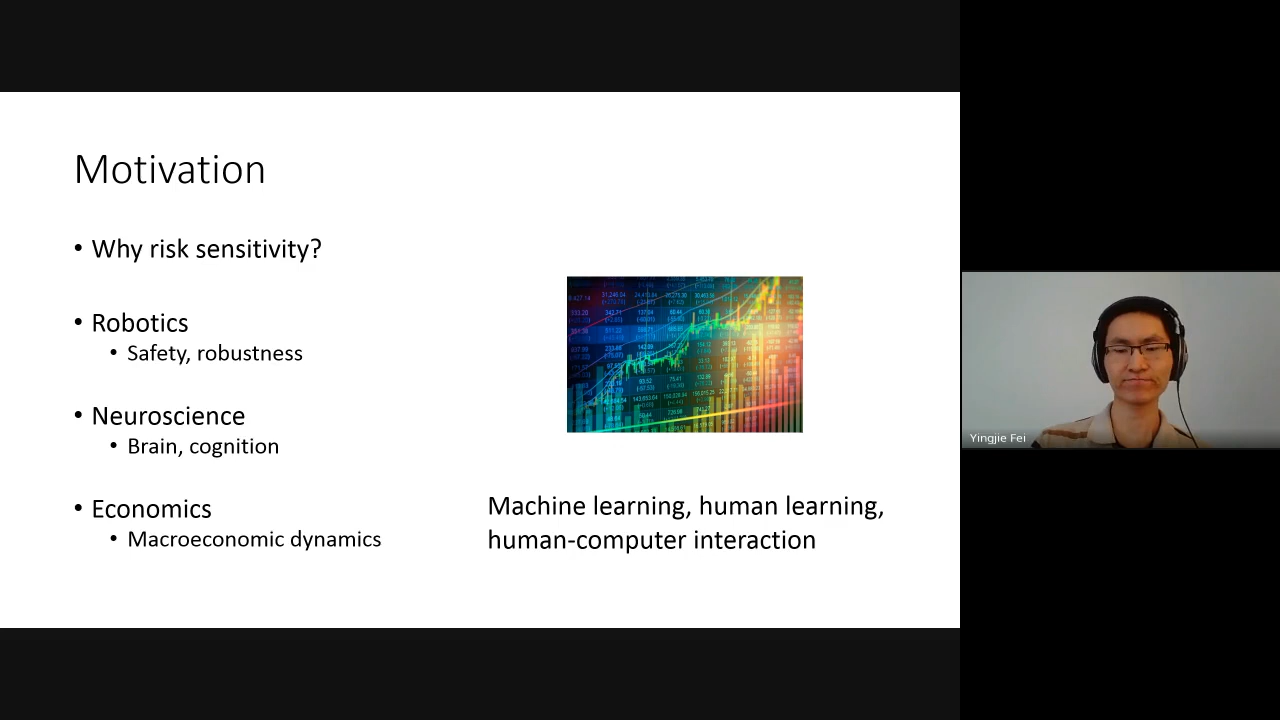 Motivation
• Why risk sensitivity?
• Robotics
• Safety, robustness
• Neuroscience
• Brain, cognition
• Economics
• Macroeconomic dynamics
Machine learning, human learning,
human-computer interaction
Yingjie Fei